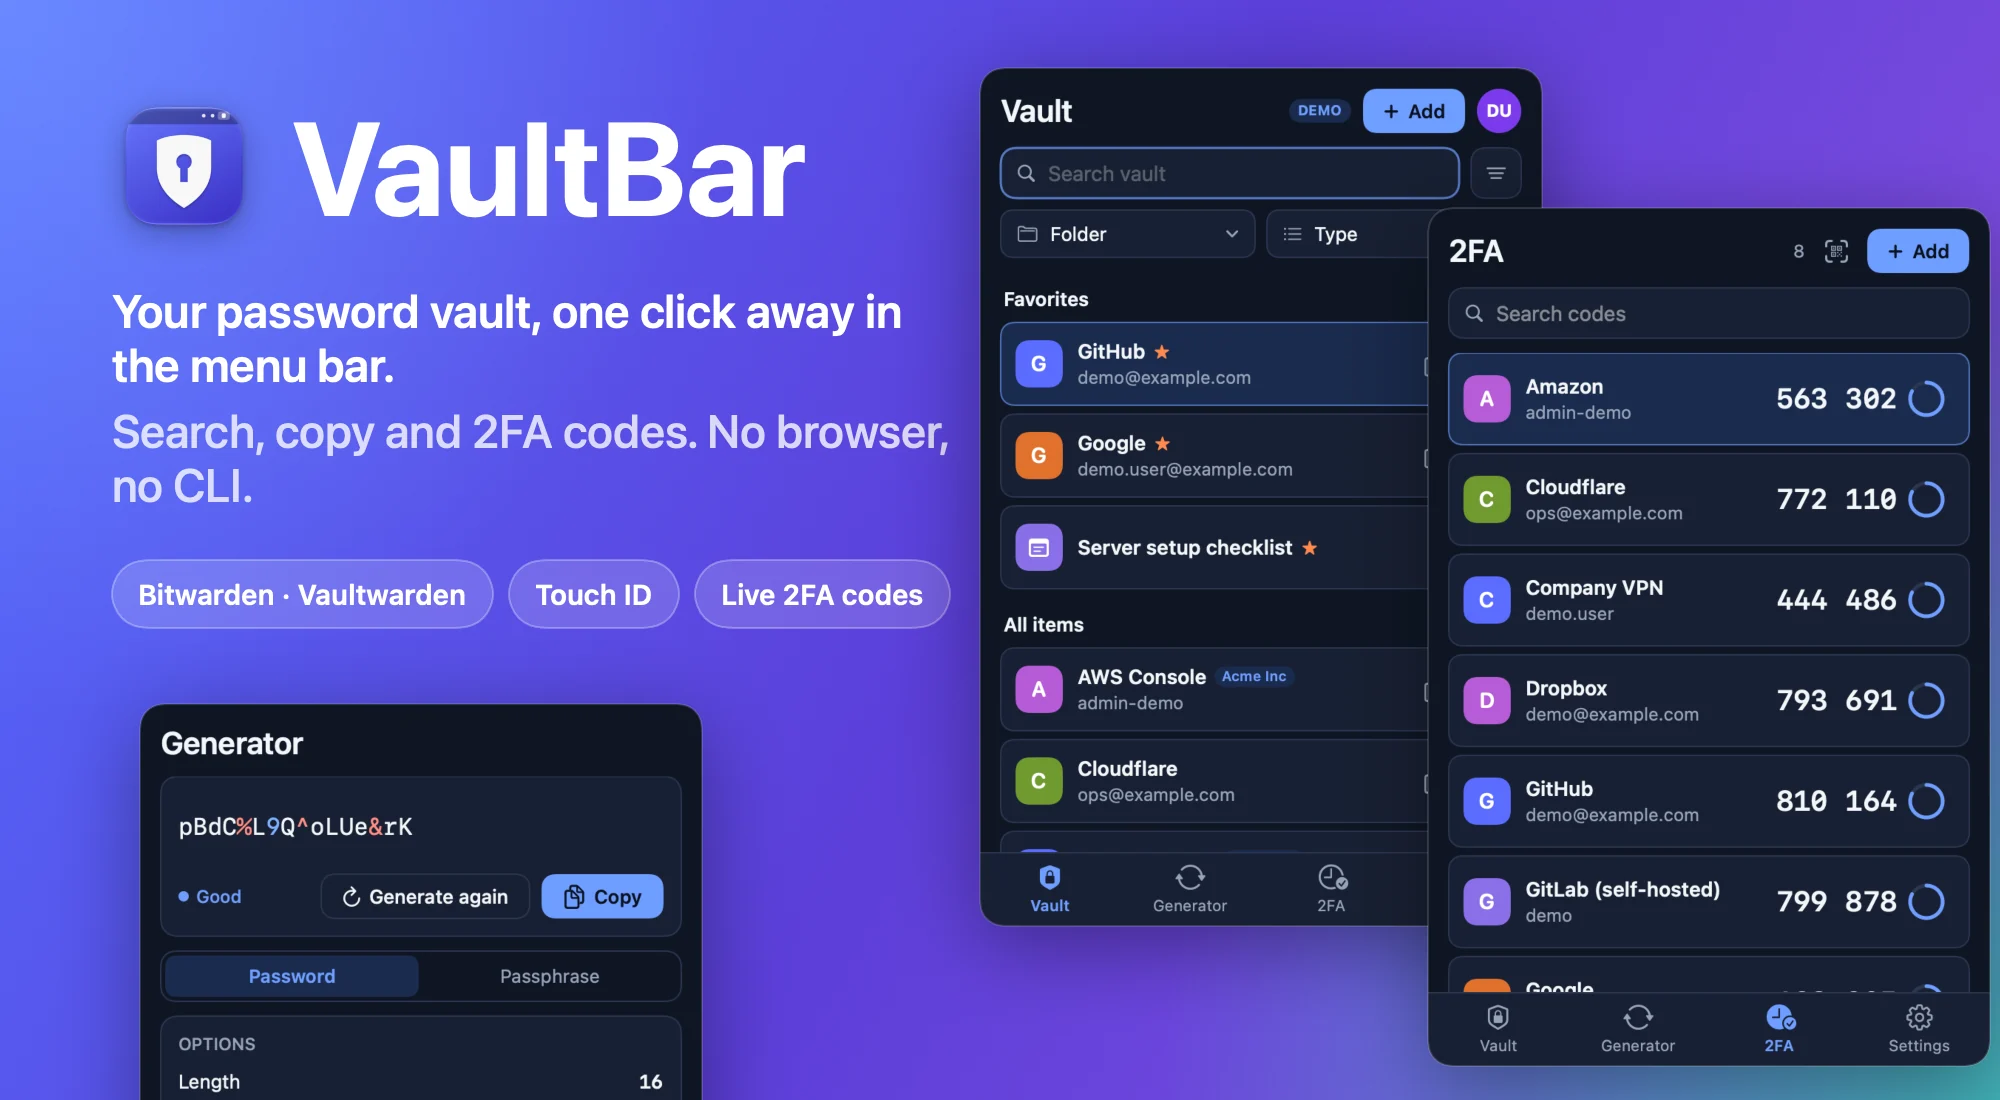 VaultBar
Your password vault, one click away in
the menu bar.
Search, copy and 2FA codes. No browser,
no CLI.
Bitwarden · Vaultwarden
Touch ID
Live 2FA codes
Generator
pBdC%L9Q^oLUe&rK
Good
Generate again
Copy
Password
Passphrase
OPTIONS
Length
16
Vault
DEMO
+ Add
DU
Search vault
Folder
Type
Favorites
G
GitHub
demo@example.com
G
Google
demo.user@example.com
Server setup checklist
All items
A
AWS Console
Acme Inc
admin-demo
C
Cloudflare
ops@example.com
Vault
Generator
2FA
2FA
8
+ Add
Search codes
A
Amazon
admin-demo
563 302
C
Cloudflare
ops@example.com
772 110
C
Company VPN
demo.user
444 486
D
Dropbox
demo@example.com
793 691
G
GitHub
demo@example.com
810 164
G
GitLab (self-hosted)
demo
799 878
Google
Vault
Generator
2FA
Settings